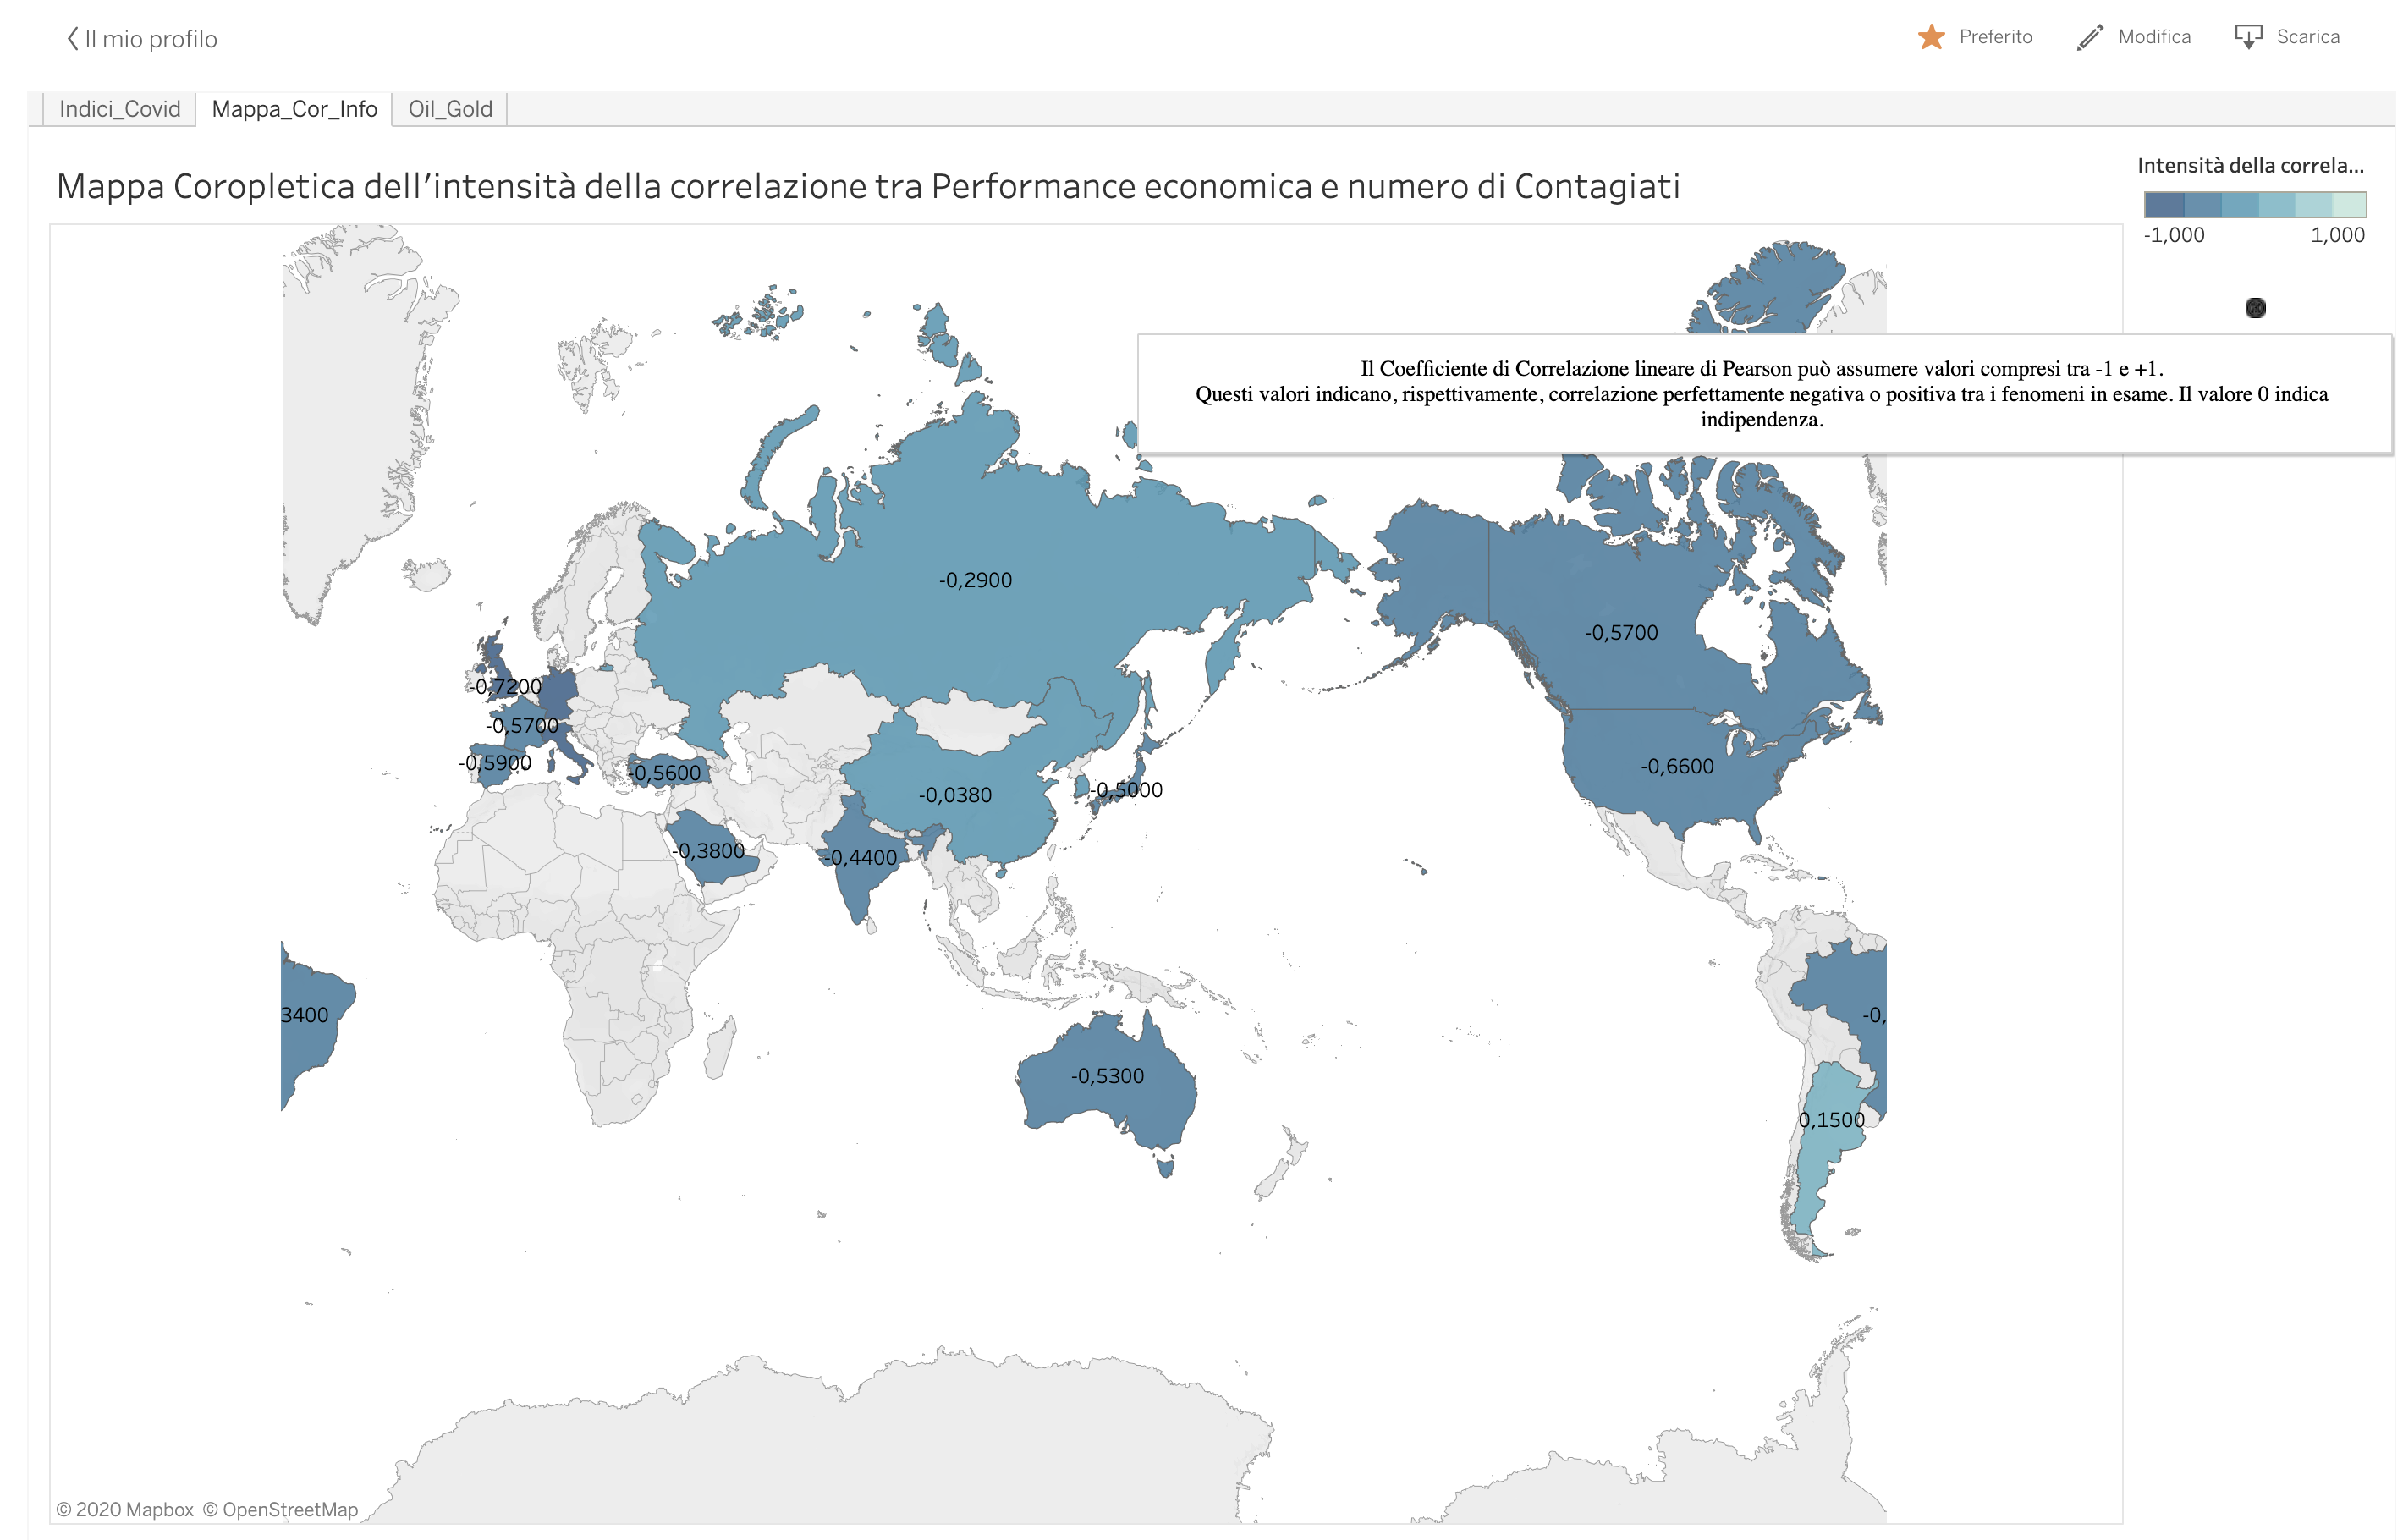 Il mio profilo
Preferito
Modifica
Scarica
Indici_Covid
Mappa_Cor_Info
Oil_Gold
Mappa Coropletica dell'intensità della correlazione tra Performance economica e numero di Contagiati
Intensità della correla...
-1,000 1,000
Il Coefficiente di Correlazione lineare di Pearson può assumere valori compresi tra -1 e +1.
Questi valori indicano, rispettivamente, correlazione perfettamente negativa o positiva tra i fenomeni in esame. Il valore 0 indica
indipendenza.
-0,2900
-0,5700
-0,7200
-0,5700
-0,5900
-0,5600
-0,6600
-0,0380
-0,5000
-0,3800
-0,4400
3400
-0,
-0,5300
0,1500
© 2020 Mapbox © OpenStreetMap